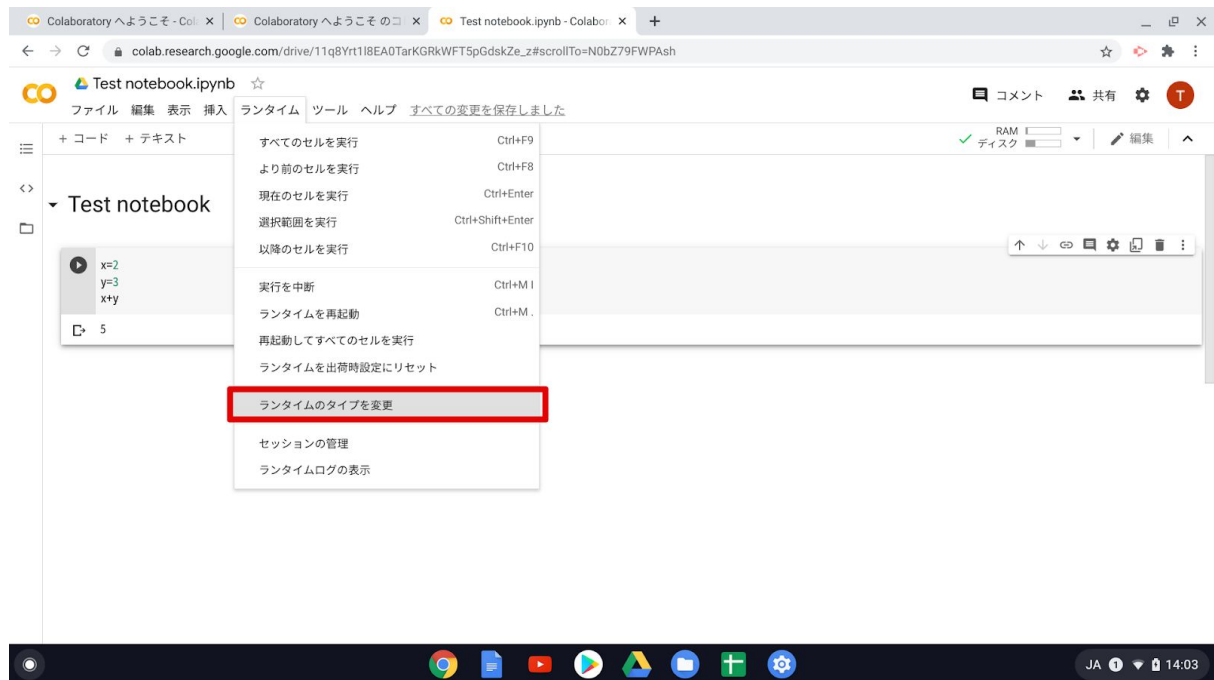 Colaboratory へようこそ - Col
Colaboratory へようこそ のコ
Test notebook.ipynb - Colabor
colab.research.google.com/drive/11q8Yrt1I8EA0TarKGRkWFT5pGdskZe_z#scrollTo=N0bZ79FWPAsh
Test notebook.ipynb
コメント 共有 T
ファイル 編集 表示 挿入 ランタイム ツール ヘルプ すべての変更を保存しました
+ コード + テキスト
RAM
ディスク
編集
すべてのセルを実行 Ctrl+F9
より前のセルを実行 Ctrl+F8
現在のセルを実行 Ctrl+Enter
選択範囲を実行 Ctrl+Shift+Enter
以降のセルを実行 Ctrl+F10
実行を中断 Ctrl+M I
ランタイムを再起動 Ctrl+M .
再起動してすべてのセルを実行
ランタイムを出荷時設定にリセット
ランタイムのタイプを変更
セッションの管理
ランタイムログの表示
Test notebook
x=2
y=3
x+y
5
JA 1 14:03